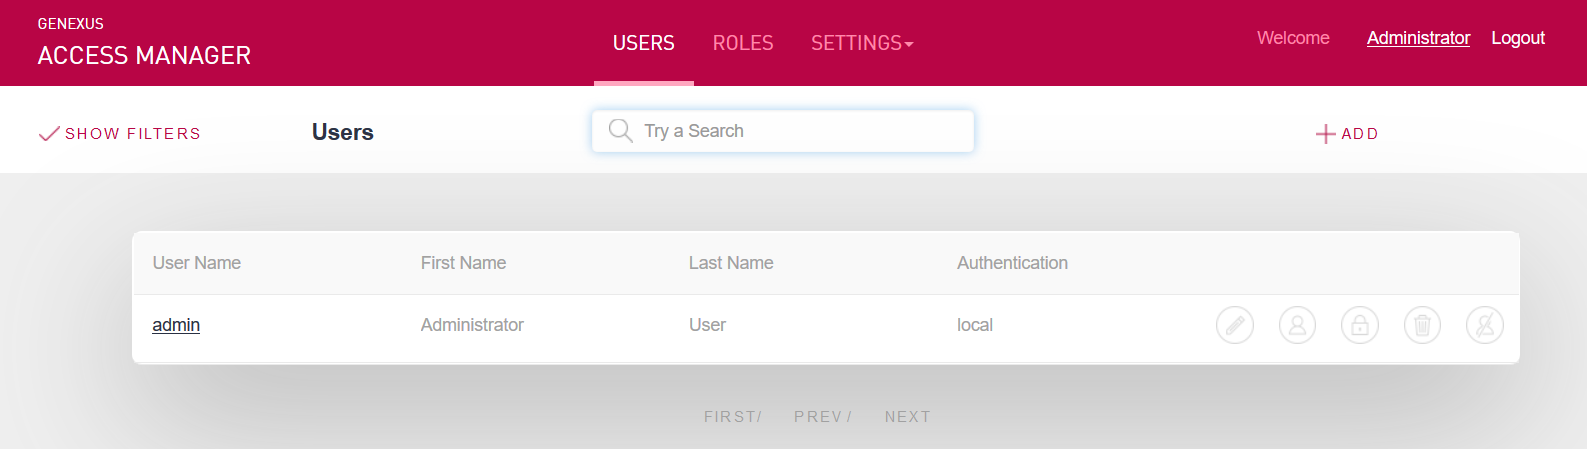 GENEXUS
ACCESS MANAGER
USERS ROLES SETTINGS
Welcome Administrator Logout
SHOW FILTERS Users Try a Search ADD
User Name First Name Last Name Authentication
admin Administrator User local
FIRST/ PREV / NEXT